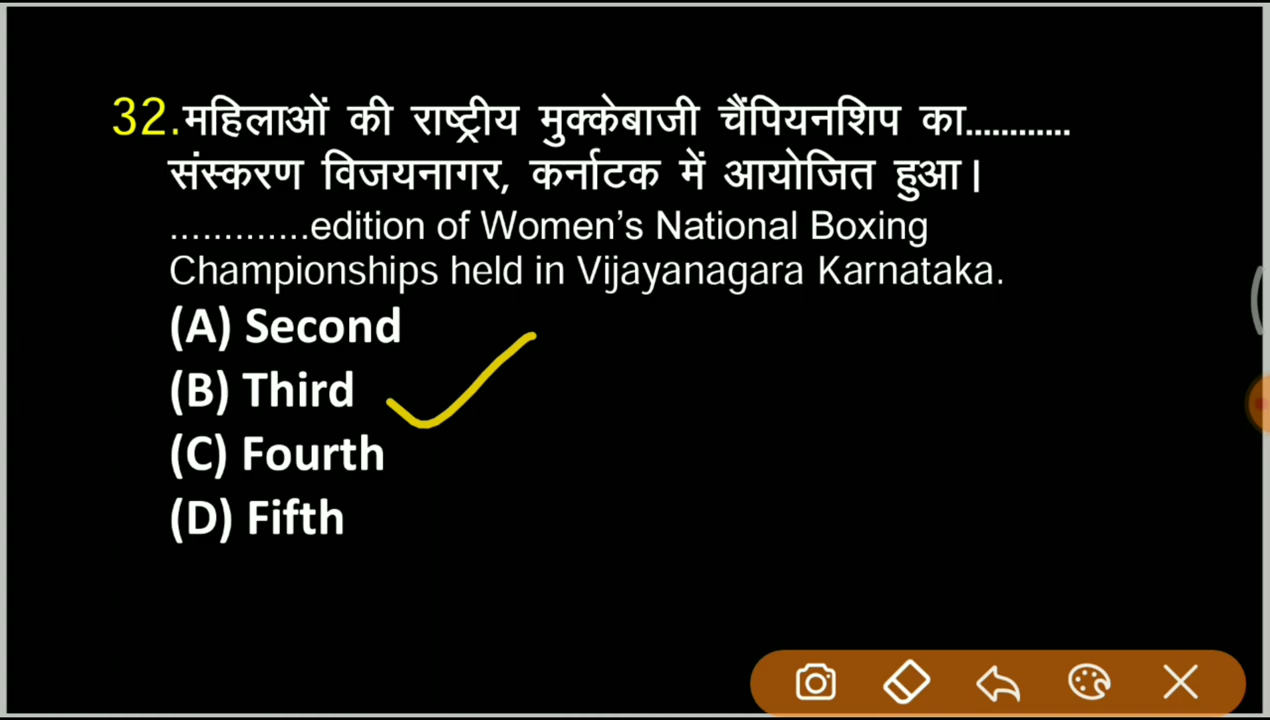 32.महिलाओं की राष्ट्रीय मुक्केबाजी चैंपियनशिप का............
संस्करण विजयनागर, कर्नाटक में आयोजित हुआ।
.............edition of Women's National Boxing
Championships held in Vijayanagara Karnataka.
(A) Second
(B) Third
(C) Fourth
(D) Fifth